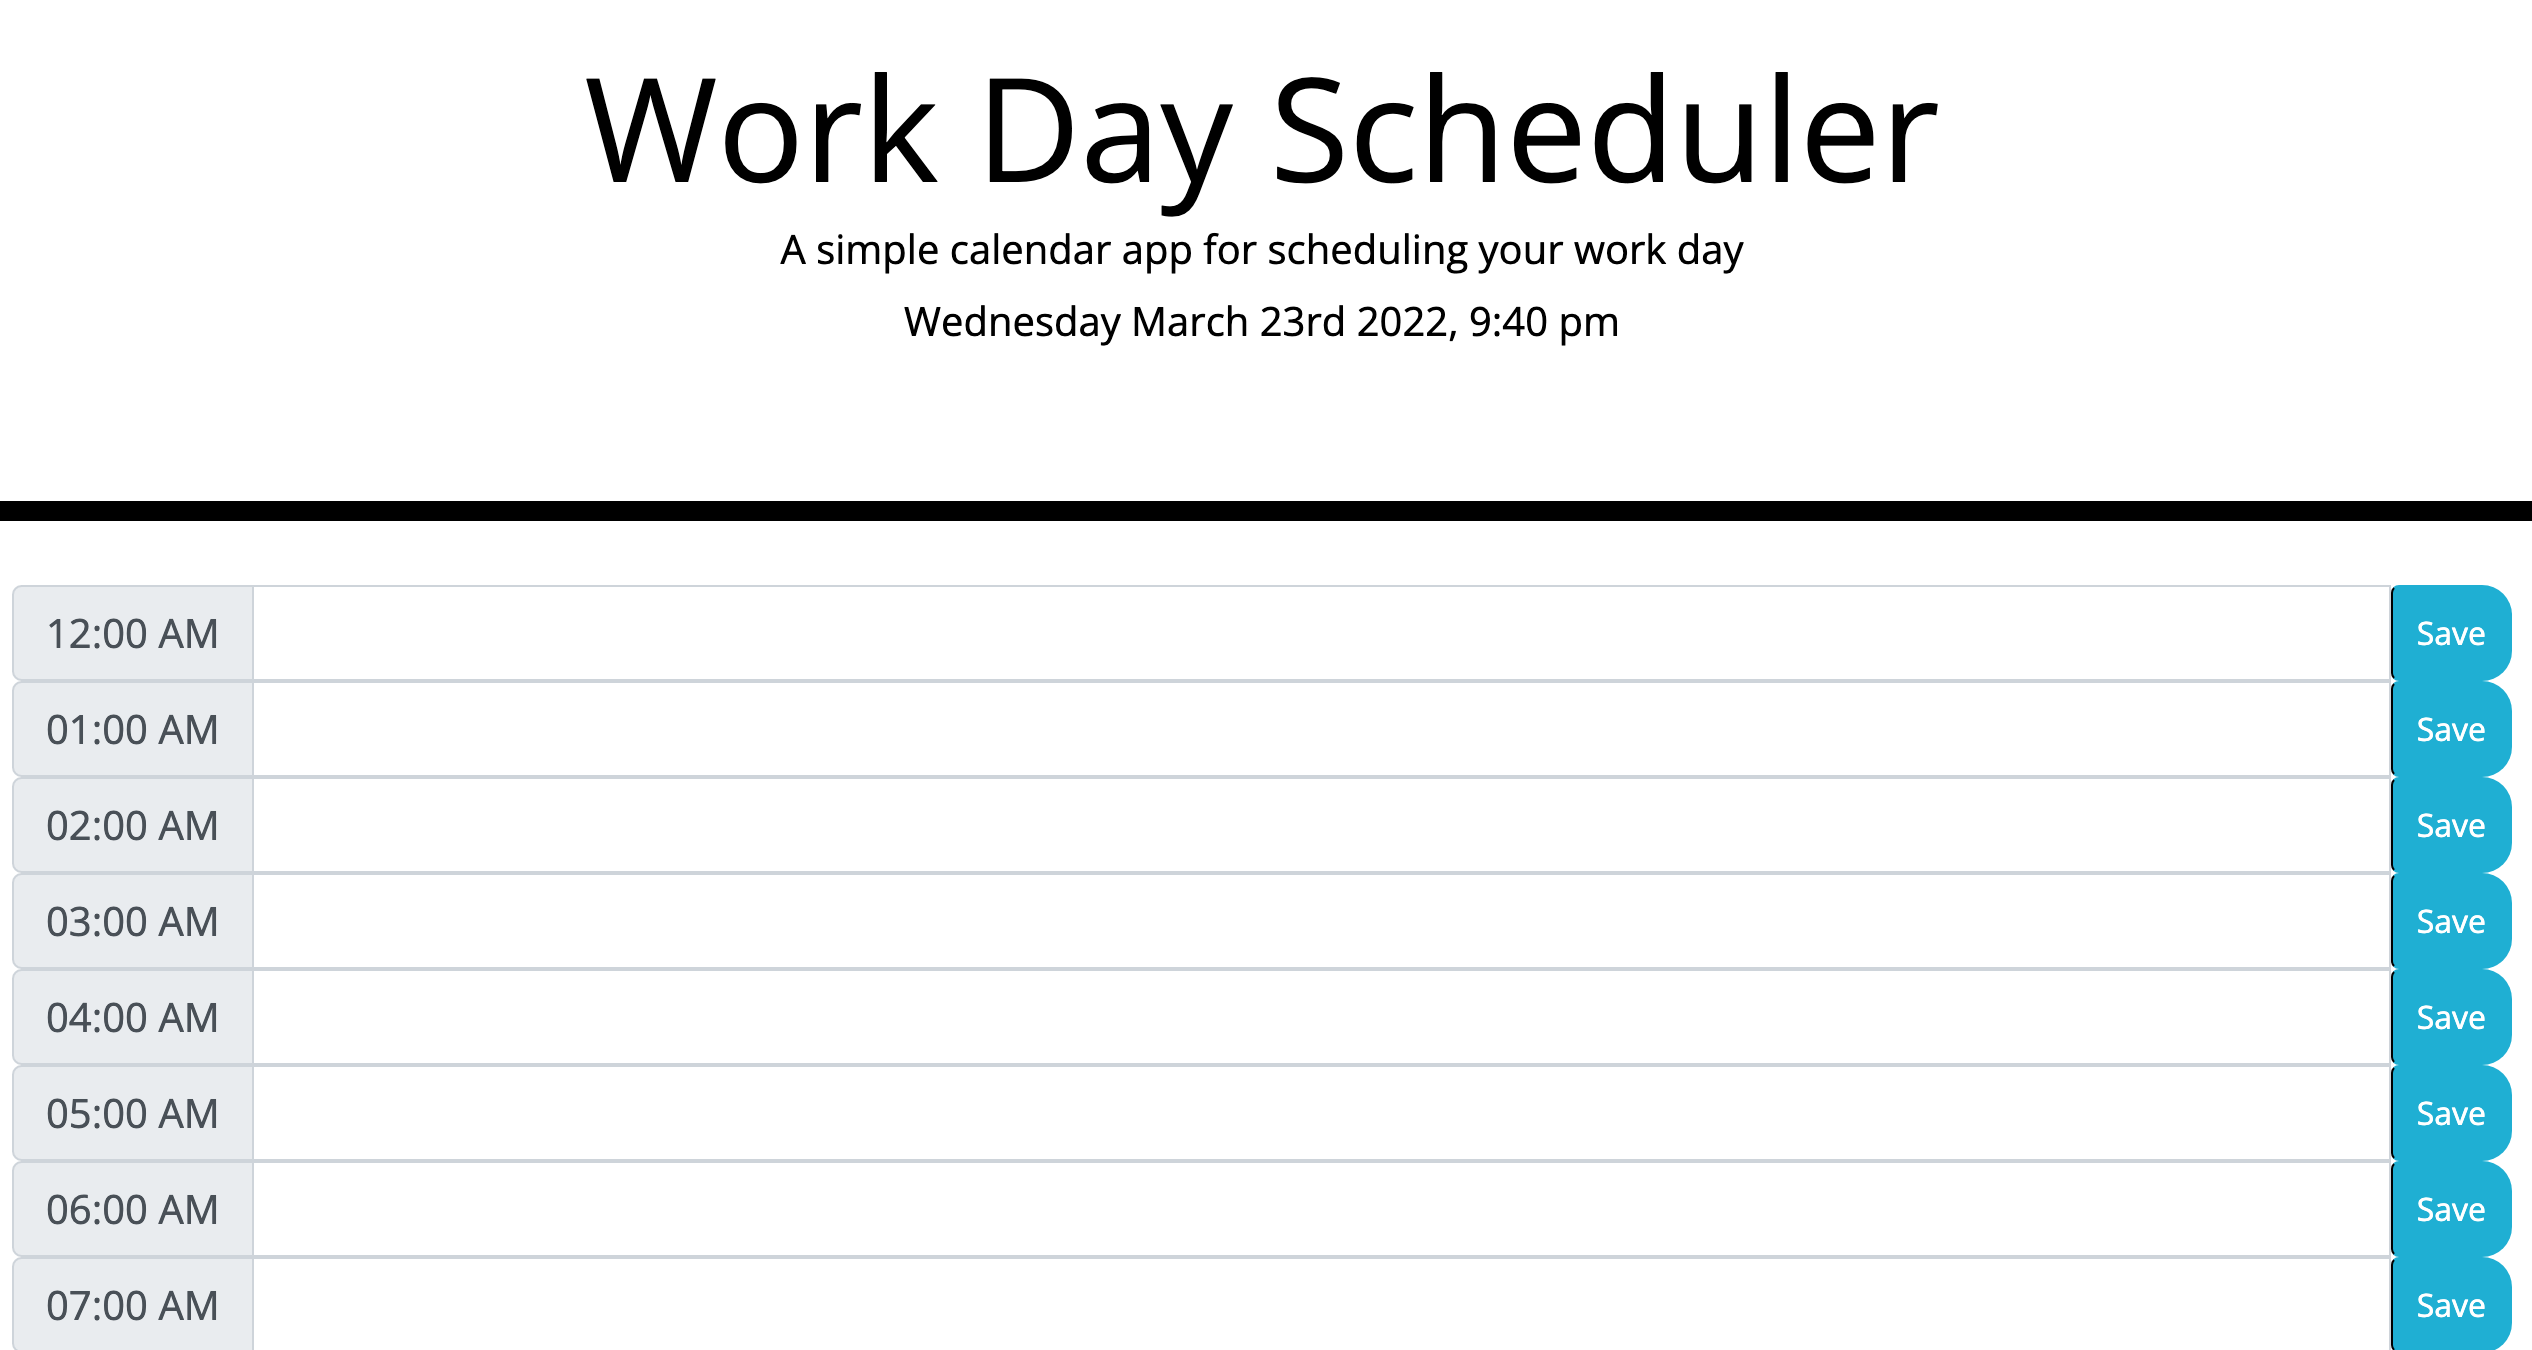 Work Day Scheduler
A simple calendar app for scheduling your work day
Wednesday March 23rd 2022, 9:40 pm
12:00 AM Save
01:00 AM Save
02:00 AM Save
03:00 AM Save
04:00 AM Save
05:00 AM Save
06:00 AM Save
07:00 AM Save